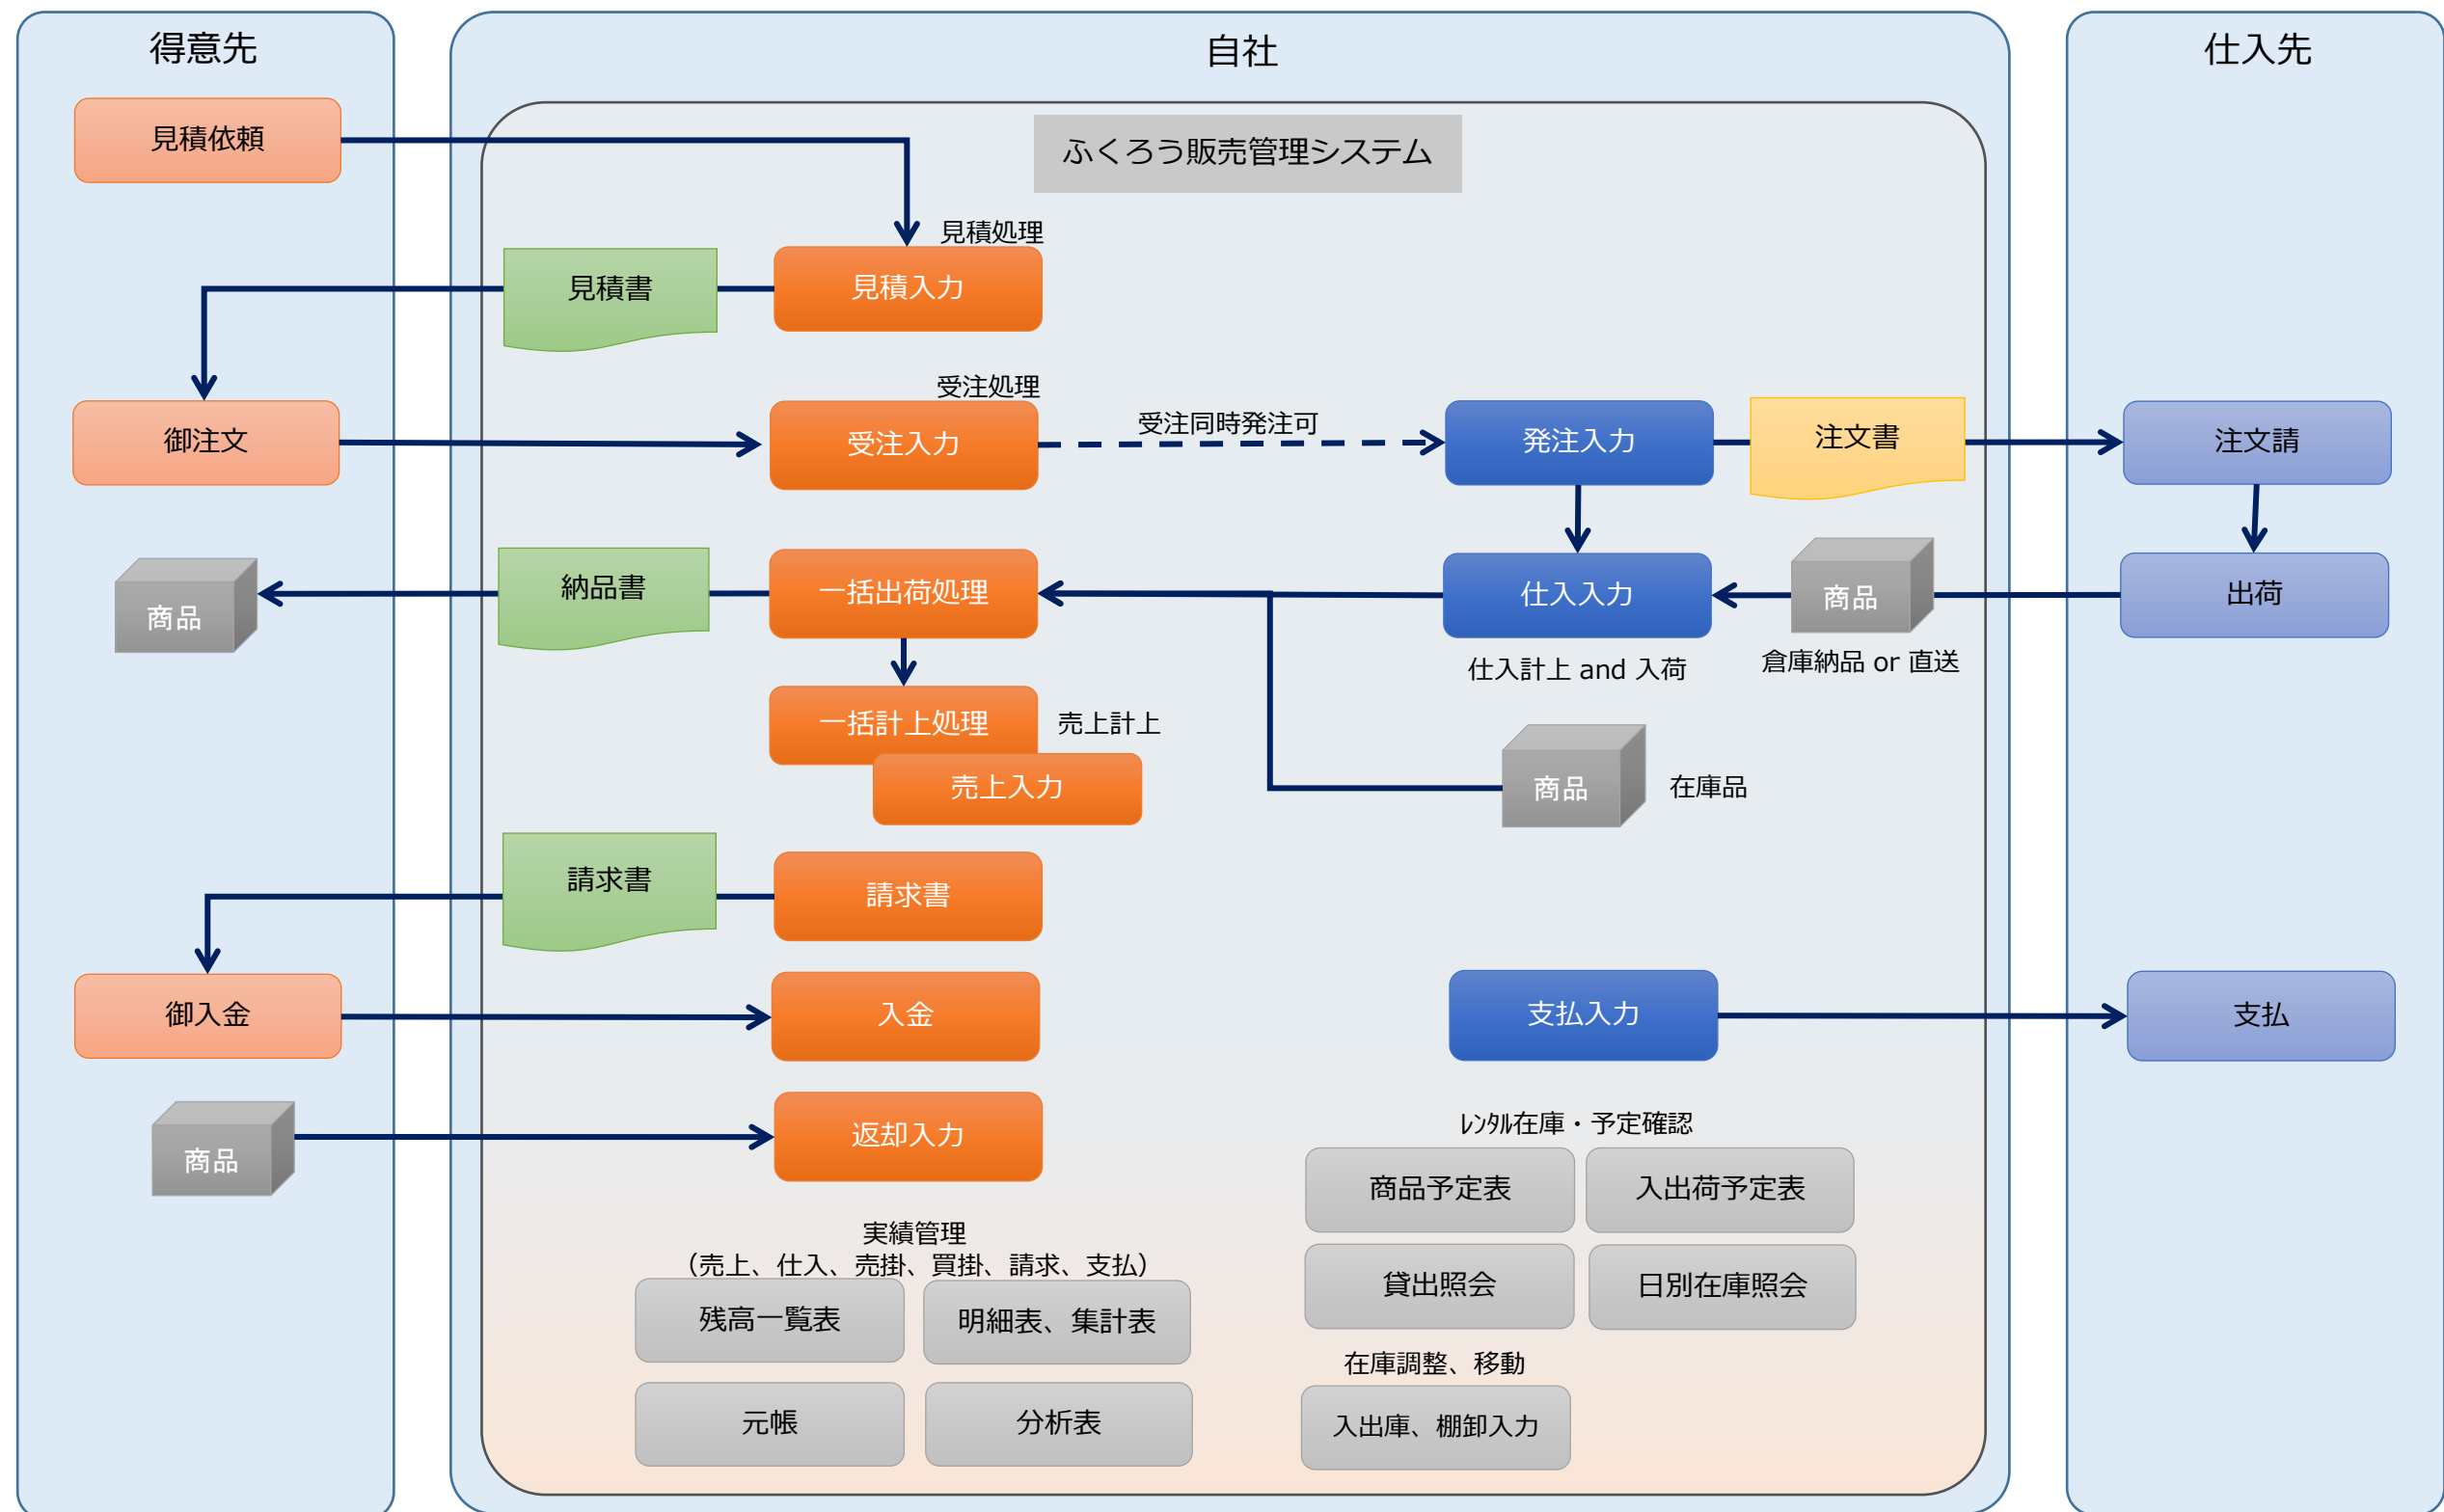 得意先
自社
仕入先
見積依頼
ふくろう販売管理システム
見積処理
見積書
見積入力
受注処理
御注文
受注入力
受注同時発注可
発注入力
注文書
注文請
商品
納品書
一括出荷処理
仕入入力
商品
出荷
仕入計上 and 入荷
倉庫納品 or 直送
一括計上処理
売上計上
売上入力
商品
在庫品
請求書
請求書
御入金
入金
支払入力
支払
商品
返却入力
ﾚﾝﾀﾙ在庫・予定確認
商品予定表
入出荷予定表
実績管理
（売上、仕入、売掛、買掛、請求、支払）
貸出照会
日別在庫照会
残高一覧表
明細表、集計表
在庫調整、移動
元帳
分析表
入出庫、棚卸入力